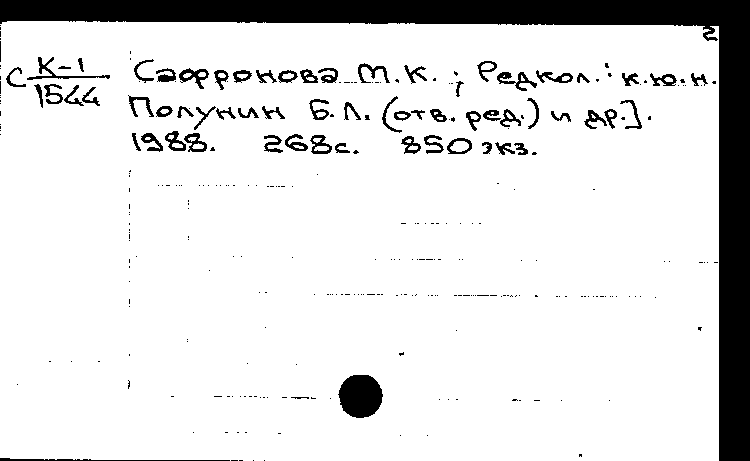 2
С К-1 Сафронова М.К. ; Редкол.: к.ю.н.
1544 Полунин Б.Л. (отв. ред.) и др.].
1988. 268с. 850 экз.